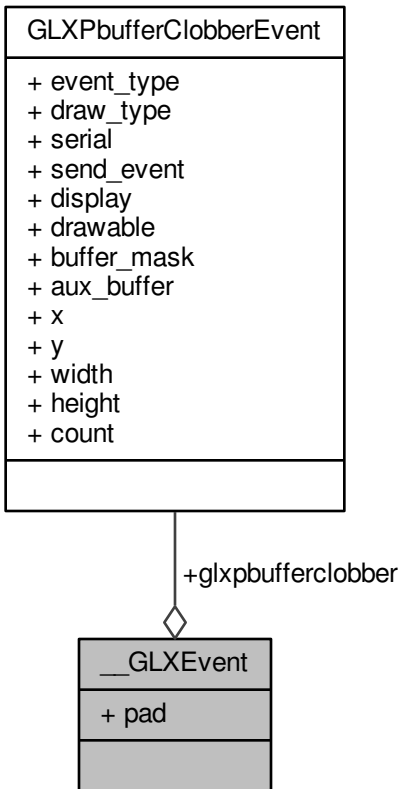 GLXPbufferClobberEvent
+ event_type
+ draw_type
+ serial
+ send_event
+ display
+ drawable
+ buffer_mask
+ aux_buffer
+ x
+ y
+ width
+ height
+ count
+glxpbufferclobber
__GLXEvent
+ pad